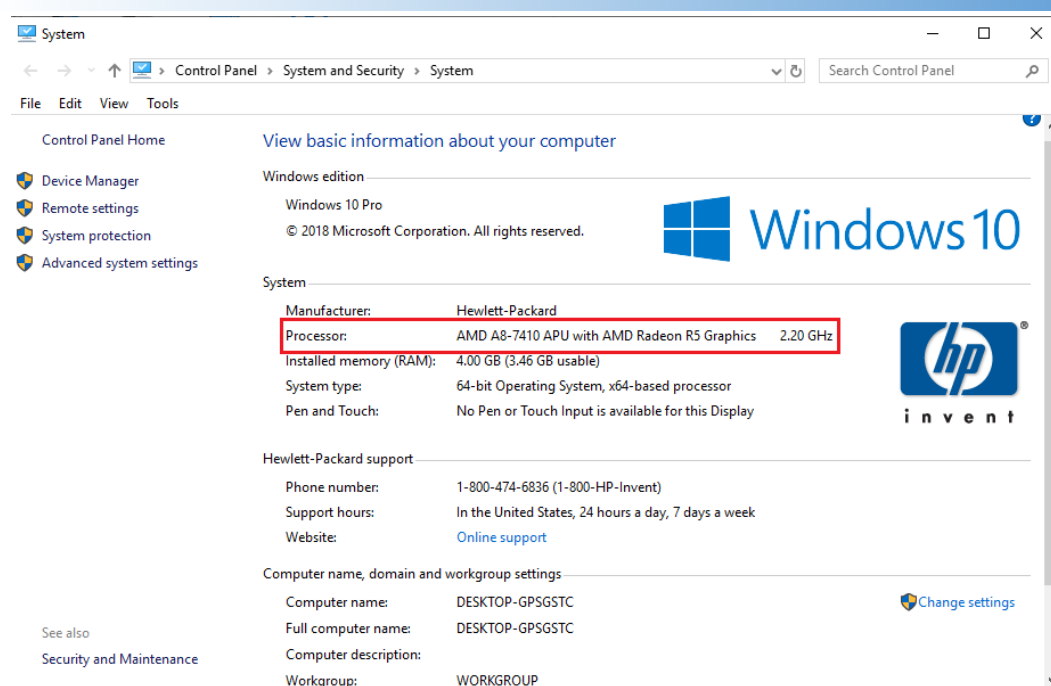 System
Control Panel > System and Security > System
Search Control Panel
File Edit View Tools
Control Panel Home
Device Manager
Remote settings
System protection
Advanced system settings
See also
Security and Maintenance
View basic information about your computer
Windows edition
Windows 10 Pro
© 2018 Microsoft Corporation. All rights reserved.
Windows 10
System
Manufacturer: Hewlett-Packard
Processor: AMD A8-7410 APU with AMD Radeon R5 Graphics 2.20 GHz
Installed memory (RAM): 4.00 GB (3.46 GB usable)
System type: 64-bit Operating System, x64-based processor
Pen and Touch: No Pen or Touch Input is available for this Display
hp ®
invent
Hewlett-Packard support
Phone number: 1-800-474-6836 (1-800-HP-Invent)
Support hours: In the United States, 24 hours a day, 7 days a week
Website: Online support
Computer name, domain and workgroup settings
Computer name: DESKTOP-GPSGSTC
Change settings
Full computer name: DESKTOP-GPSGSTC
Computer description:
Workgroup: WORKGROUP